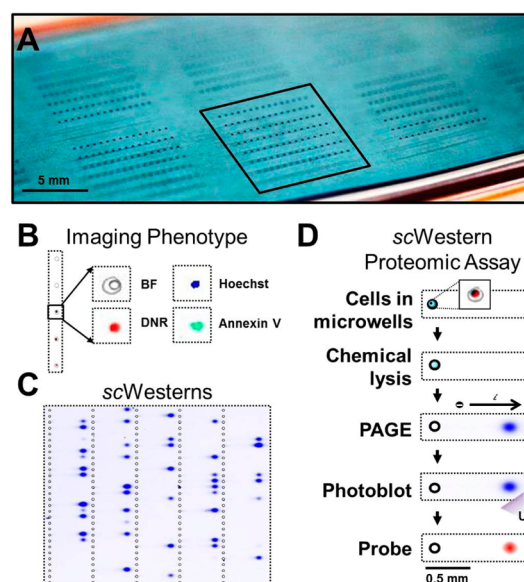 A
5 mm
B
Imaging Phenotype
BF
Hoechst
DNR
Annexin V
C
scWesterns
D
scWestern
Proteomic Assay
Cells in
microwells
Chemical
lysis
PAGE
Photoblot
U
Probe
0.5 mm